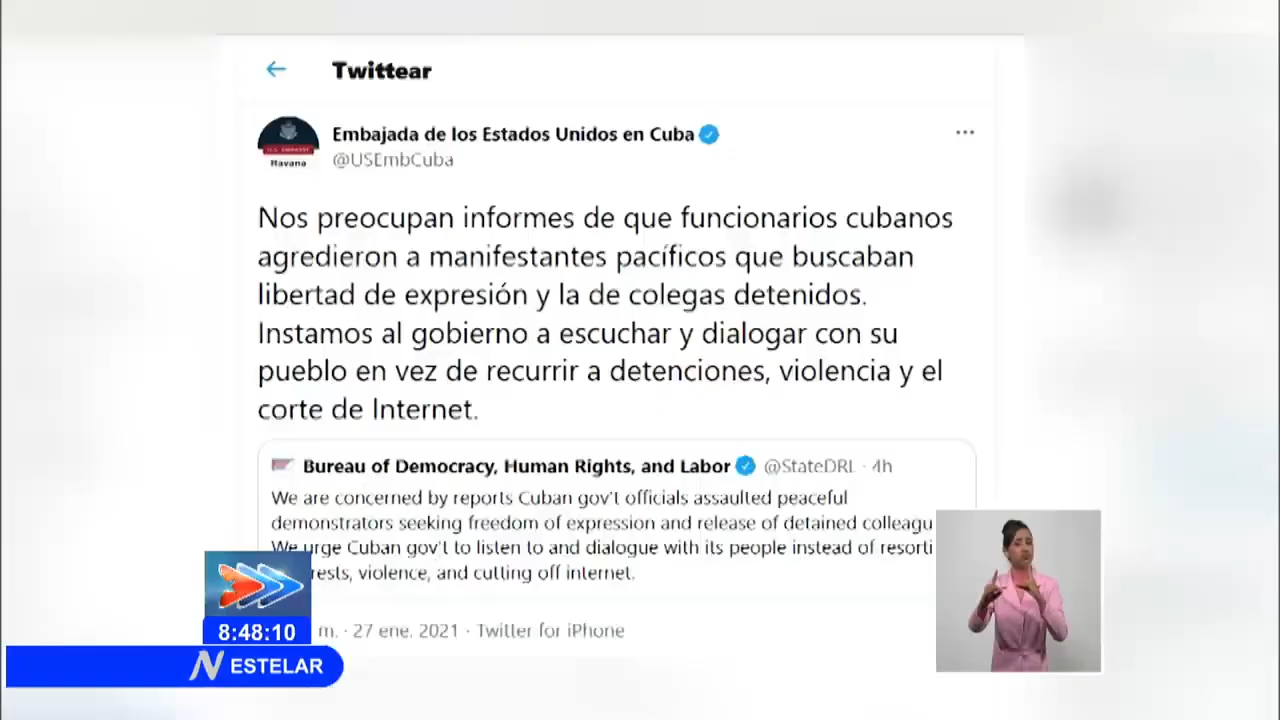 Twittear
Embajada de los Estados Unidos en Cuba
@USEmbCuba
U.S. EMBASSY
Havana
Nos preocupan informes de que funcionarios cubanos
agredieron a manifestantes pacíficos que buscaban
libertad de expresión y la de colegas detenidos.
Instamos al gobierno a escuchar y dialogar con su
pueblo en vez de recurrir a detenciones, violencia y el
corte de Internet.
Bureau of Democracy, Human Rights, and Labor @StateDRL · 4h
We are concerned by reports Cuban gov't officials assaulted peaceful
demonstrators seeking freedom of expression and release of detained colleagu
We urge Cuban gov't to listen to and dialogue with its people instead of resorti
rests, violence, and cutting off internet.
m. · 27 ene. 2021 · Twitter for iPhone
8:48:10
N ESTELAR